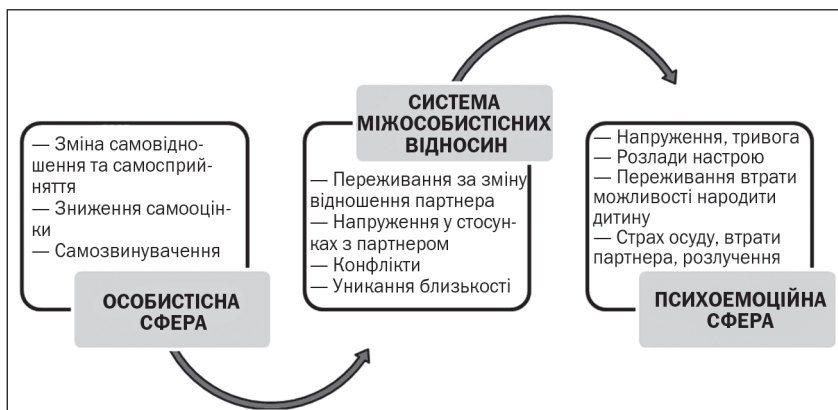 — Зміна самовідно-
шення та самосприй-
няття
— Зниження самооцін-
ки
— Самозвинувачення
ОСОБИСТІСНА
СФЕРА
СИСТЕМА
МІЖОСОБИСТІСНИХ
ВІДНОСИН
— Переживання за зміну
відношення партнера
— Напруження у стосун-
ках з партнером
— Конфлікти
— Уникання близькості
— Напруження, тривога
— Розлади настрою
— Переживання втрати
можливості народити
дитину
— Страх осуду, втрати
партнера, розлучення
ПСИХОЕМОЦІЙНА
СФЕРА